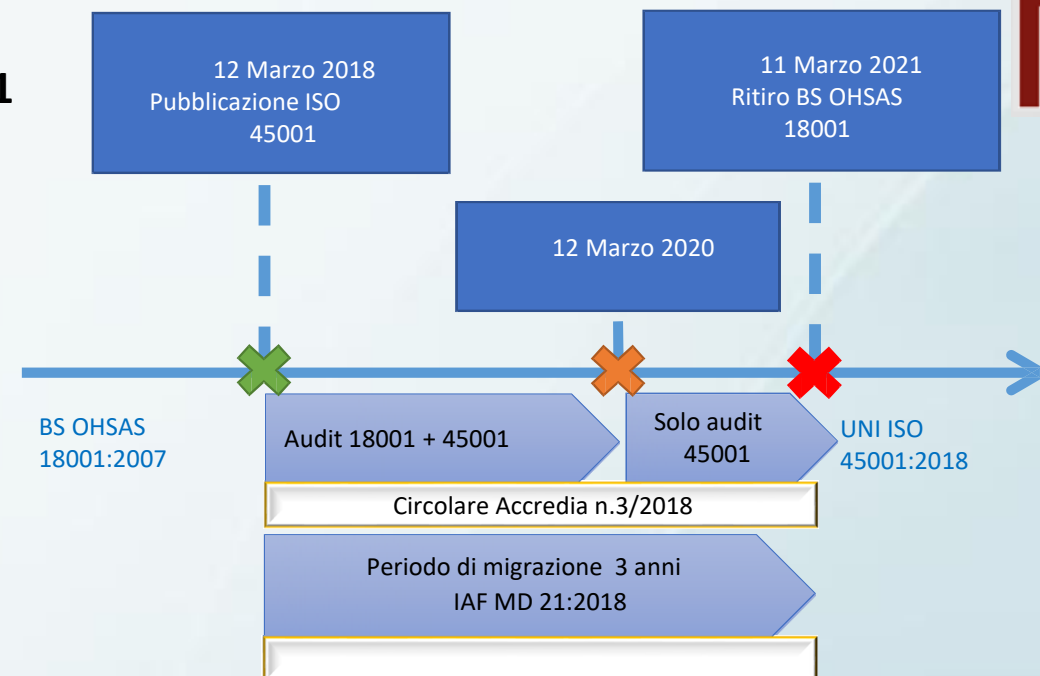 1
12 Marzo 2018
Pubblicazione ISO
45001
11 Marzo 2021
Ritiro BS OHSAS
18001
12 Marzo 2020
BS OHSAS
18001:2007
Audit 18001 + 45001
Solo audit
45001
UNI ISO
45001:2018
Circolare Accredia n.3/2018
Periodo di migrazione 3 anni
IAF MD 21:2018